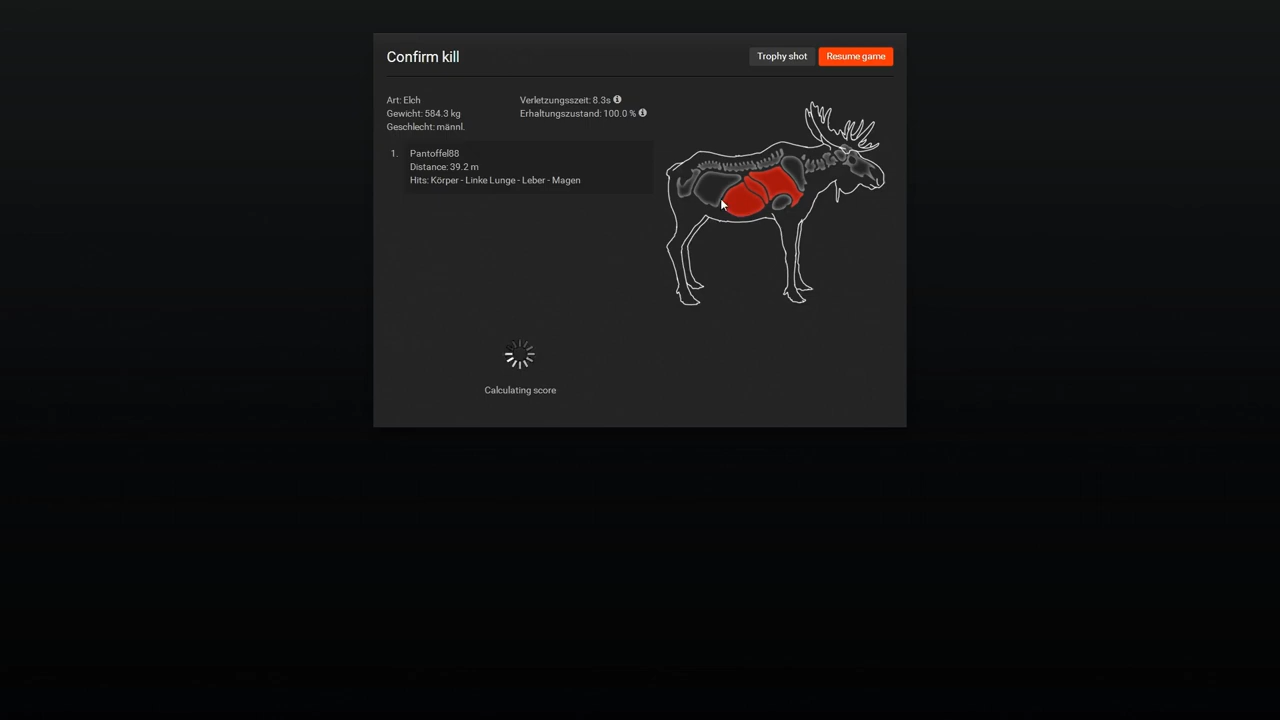 Confirm kill
Trophy shot
Resume game
Art: Elch
Gewicht: 584.3 kg
Geschlecht: männl.
Verletzungsszeit: 8.3s
Erhaltungszustand: 100.0 %
1. Pantoffel88
Distance: 39.2 m
Hits: Körper - Linke Lunge - Leber - Magen
Calculating score